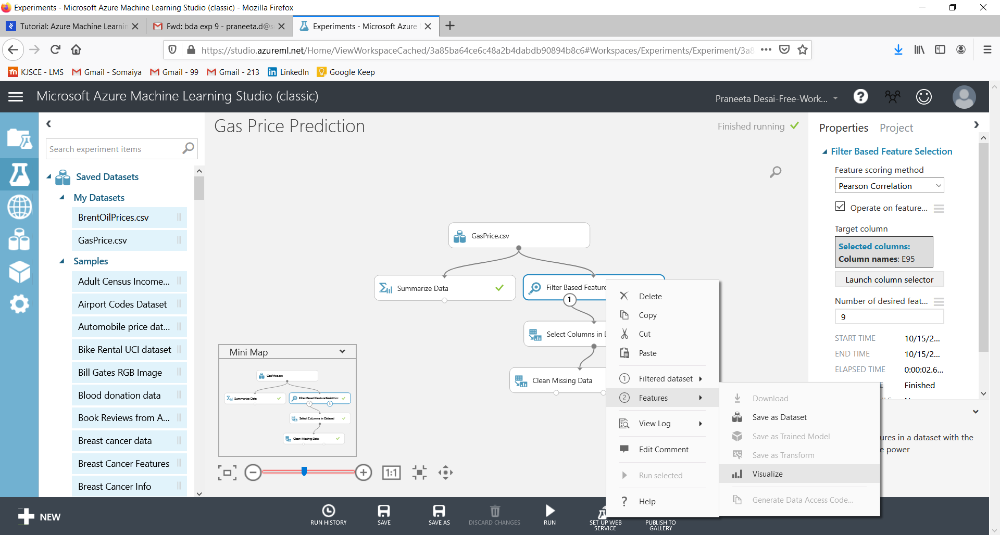 Experiments - Microsoft Azure Machine Learning Studio (classic) - Mozilla Firefox
Tutorial: Azure Machine Learnin
Fwd: bda exp 9 - praneeta.d@s
Experiments - Microsoft Azure
https://studio.azureml.net/Home/ViewWorkspaceCached/3a85ba64ce6c48a2b4dabdb90894b8c6#Workspaces/Experiments/Experiment/3a8
KJSCE - LMS
Gmail - Somaiya
Gmail - 99
Gmail - 213
LinkedIn
Google Keep
Microsoft Azure Machine Learning Studio (classic)
Praneeta Desai-Free-Work...
Search experiment items
Saved Datasets
My Datasets
BrentOilPrices.csv
GasPrice.csv
Samples
Adult Census Income...
Airport Codes Dataset
Automobile price dat...
Bike Rental UCI dataset
Bill Gates RGB Image
Blood donation data
Book Reviews from A...
Breast cancer data
Breast Cancer Features
Breast Cancer Info
Gas Price Prediction
Finished running
GasPrice.csv
Summarize Data
Filter Based Feature
1
Select Columns in
Clean Missing Data
Mini Map
GasPrice.csv
Summarize Data
Filter Based Feature Selection
1
2
Select Columns in Dataset
Clean Missing Data
1:1
Delete
Copy
Cut
Paste
1 Filtered dataset
2 Features
View Log
Edit Comment
Run selected
Help
Download
Save as Dataset
Save as Trained Model
Save as Transform
Visualize
Generate Data Access Code...
Properties
Project
Filter Based Feature Selection
Feature scoring method
Pearson Correlation
Operate on feature...
Target column
Selected columns:
Column names: E95
Launch column selector
Number of desired feat...
9
START TIME 10/15/2...
END TIME 10/15/2...
ELAPSED TIME 0:00:02.6...
Finished
ures in a dataset with the
e power
NEW
RUN HISTORY
SAVE
SAVE AS
DISCARD CHANGES
RUN
SET UP WEB
SERVICE
PUBLISH TO
GALLERY